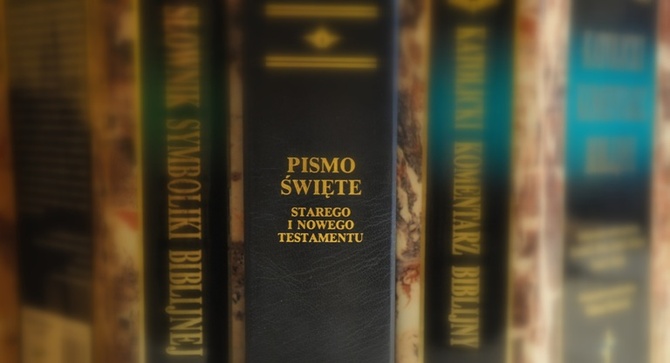 SŁOWNIK SYMBOLIKI BIBLIJNEJ
PISMO
ŚWIĘTE
STAREGO
I NOWEGO
TESTAMENTU
KATOLICKI KOMENTARZ BIBLIJNY